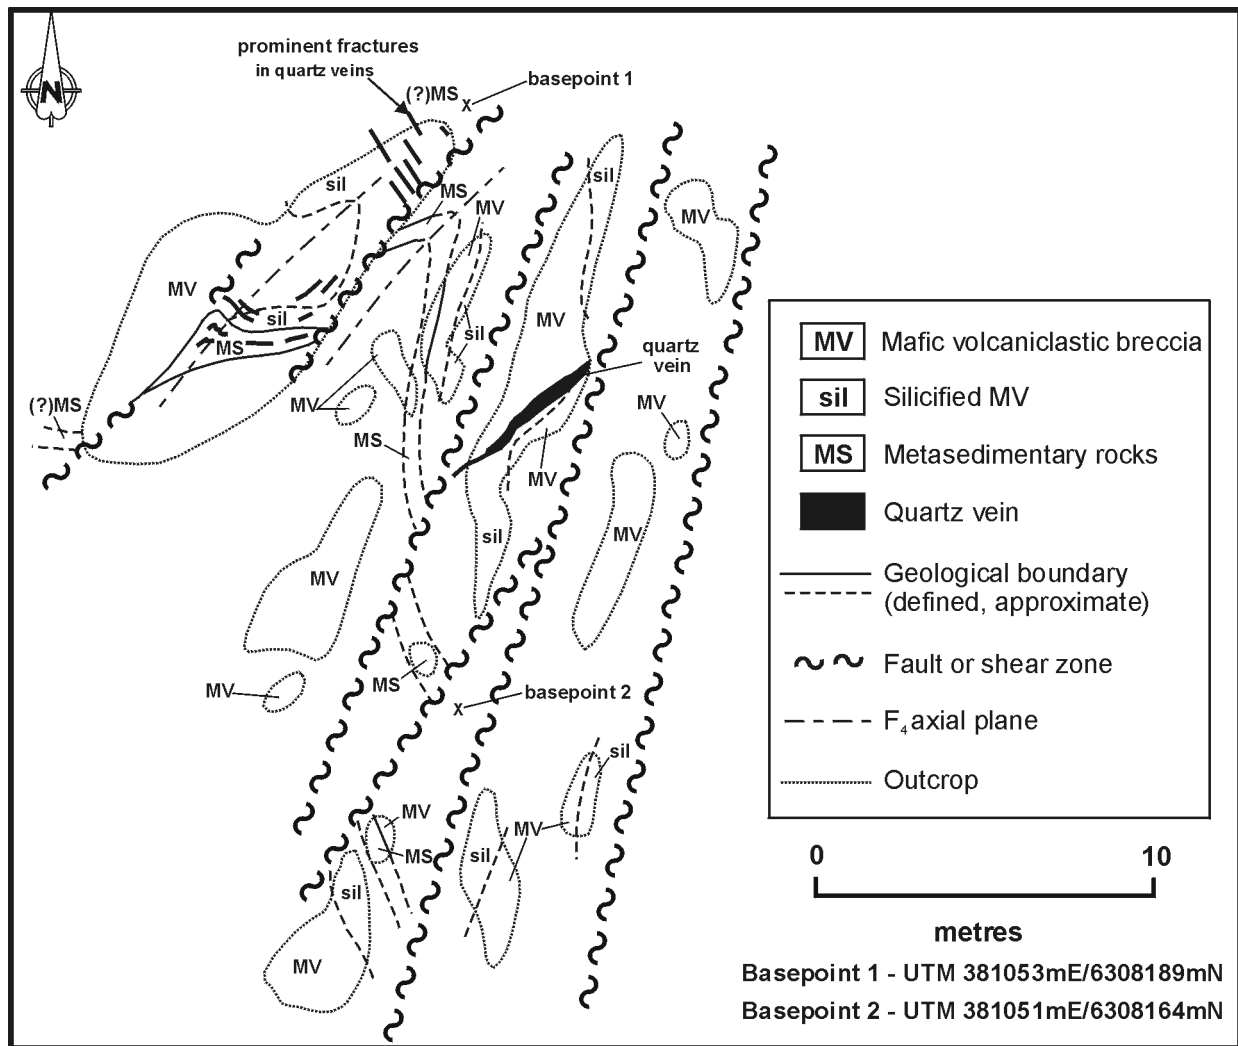 N
prominent fractures
in quartz veins
(?)MS
x
basepoint 1
sil
MS
MV
sil
MV
MV
sil
MS
sil
MV
quartz
vein
(?)MS
MV
MV
MS
MV
sil
MV
MV
MS
MV
basepoint 2
x
sil
MV
MV
MS
sil
sil
MV
MV Mafic volcaniclastic breccia
sil Silicified MV
MS Metasedimentary rocks
Quartz vein
Geological boundary
(defined, approximate)
Fault or shear zone
F4 axial plane
Outcrop
0 10
metres
Basepoint 1 - UTM 381053mE/6308189mN
Basepoint 2 - UTM 381051mE/6308164mN